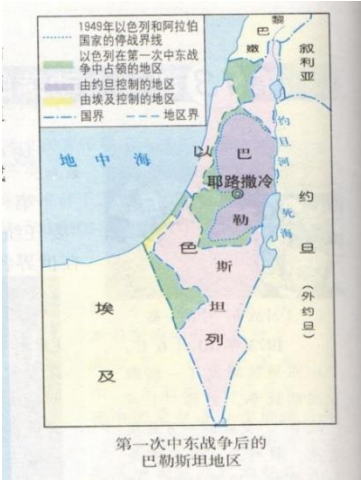 1949年以色列和阿拉伯
国家的停战界线
以色列在第一次中东战
争中占领的地区
由约旦控制的地区
由埃及控制的地区
国界
地区界
黎
巴
嫩
叙
利
亚
地中海
以
色
列
巴
勒
斯
坦
耶路撒冷
约旦河
死海
约
旦
(外约旦)
埃
及
第一次中东战争后的
巴勒斯坦地区